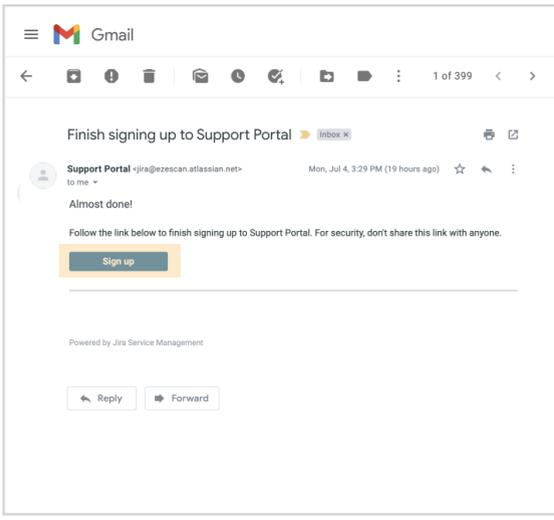 Gmail
1 of 399
Finish signing up to Support Portal Inbox ×
Support Portal <jira@ezescan.atlassian.net> Mon, Jul 4, 3:29 PM (19 hours ago)
to me
Almost done!
Follow the link below to finish signing up to Support Portal. For security, don't share this link with anyone.
Sign up
Powered by Jira Service Management
Reply Forward